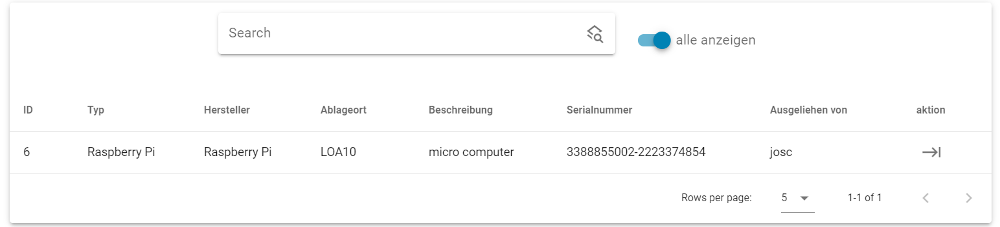 Search
alle anzeigen
ID Typ Hersteller Ablageort Beschreibung Serialnummer Ausgeliehen von aktion
6 Raspberry Pi Raspberry Pi LOA10 micro computer 3388855002-2223374854 josc
Rows per page: 5 1-1 of 1